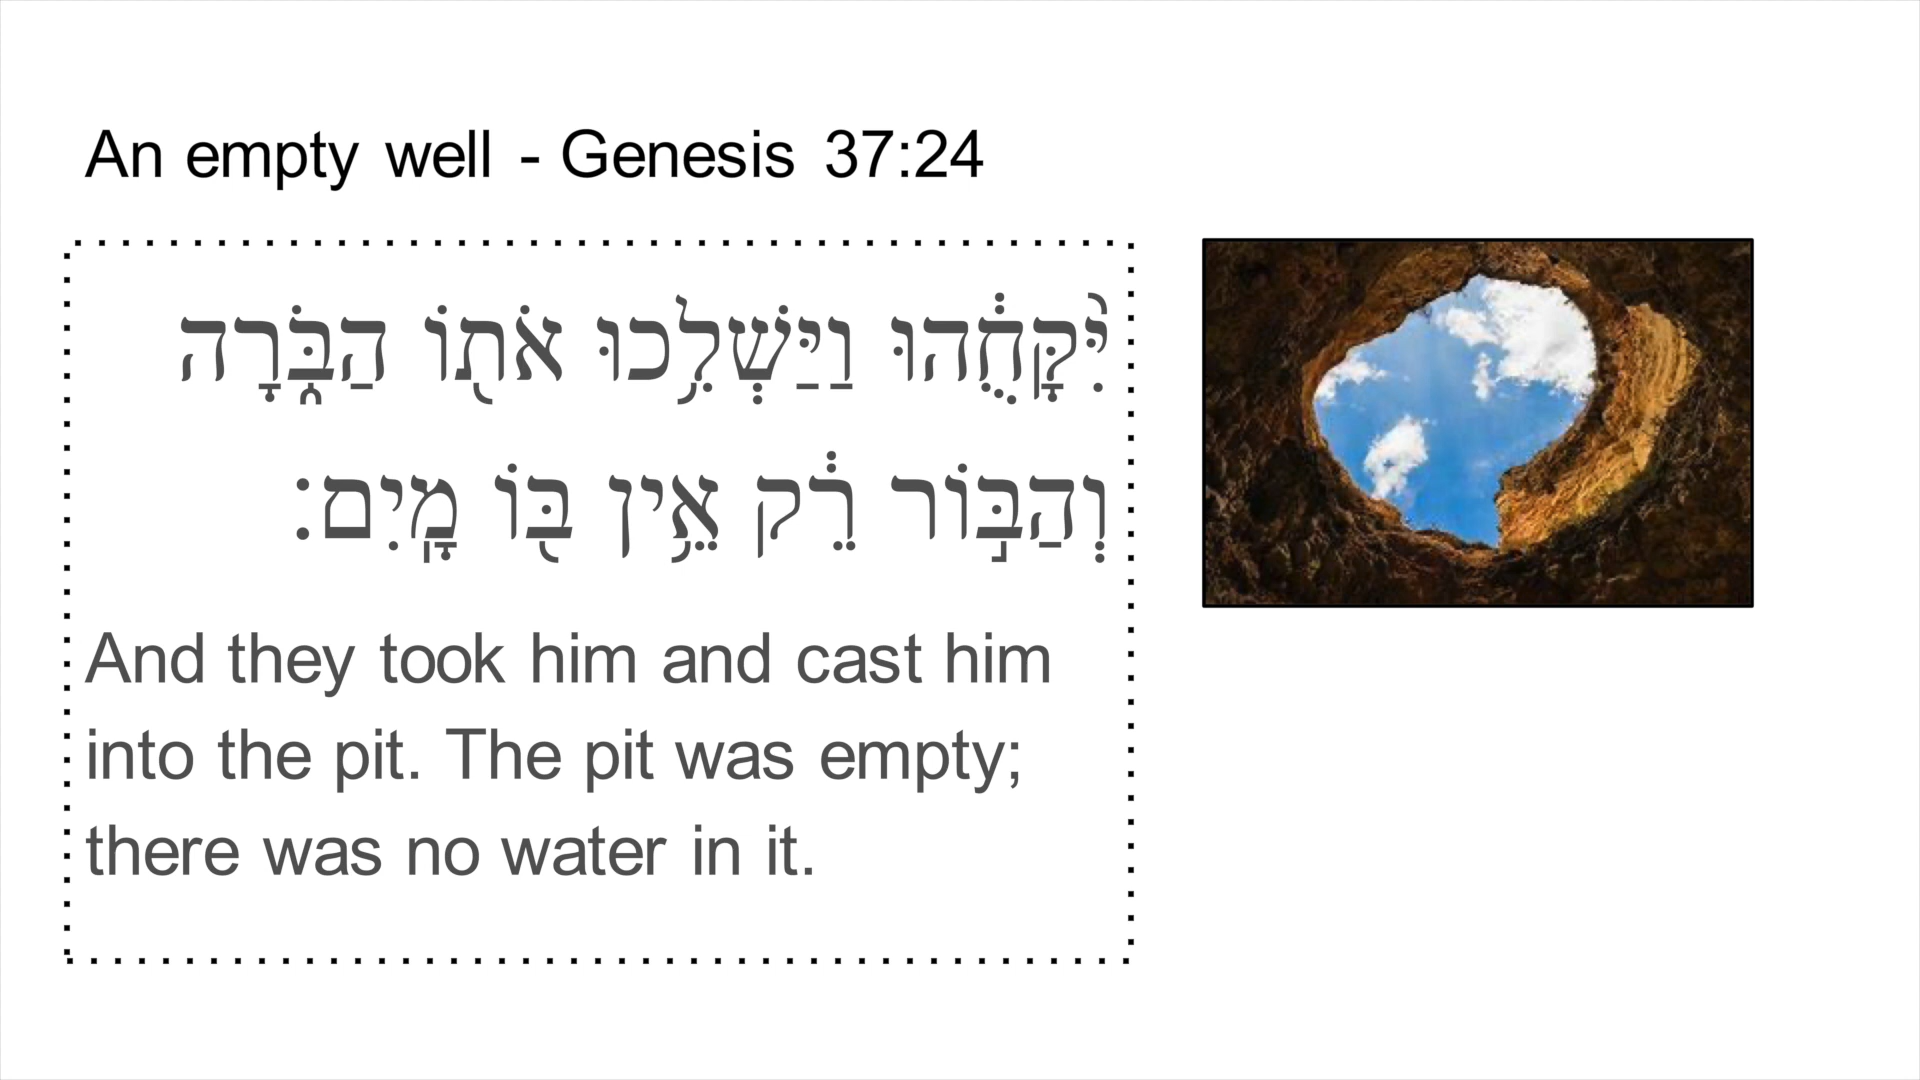 An empty well - Genesis 37:24
יִּ֨קָּחֻ֔הוּ וַיַּשְׁלִ֥כוּ אֹת֖וֹ הַבֹּ֑רָה
וְהַבּ֣וֹר רֵ֔ק אֵ֥ין בּ֖וֹ מָֽיִם׃
And they took him and cast him
into the pit. The pit was empty;
there was no water in it.